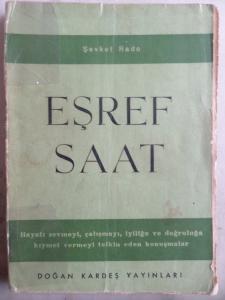 Şevket Rado
EŞREF
SAAT
Hayatı sevmeyi, çalışmayı, iyiliğe ve doğruluğa
kıymet vermeyi telkin eden konuşmalar
DOĞAN KARDEŞ YAYINLARI